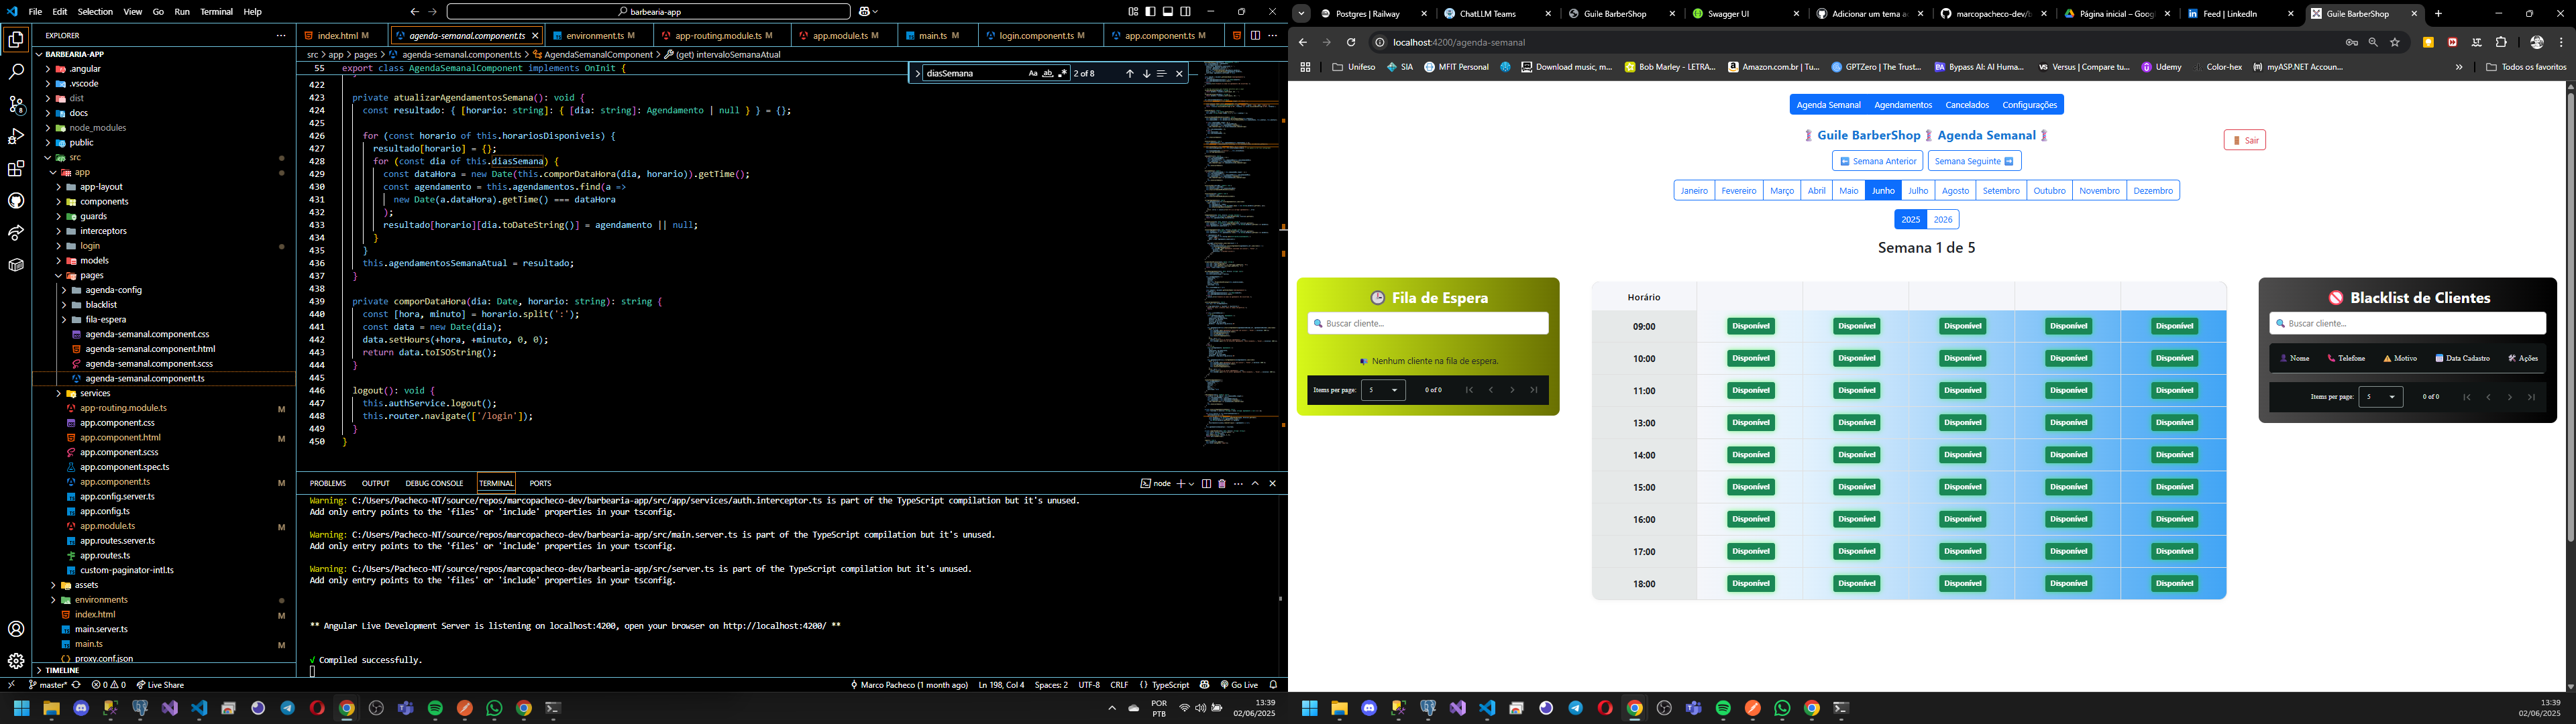 File Edit Selection View Go Run Terminal Help
barbearia-app
EXPLORER
BARBEARIA-APP
.angular
.vscode
dist
docs
node_modules
public
src
app
app-layout
components
guards
interceptors
login
models
pages
agenda-config
blacklist
fila-espera
agenda-semanal.component.css
agenda-semanal.component.html
agenda-semanal.component.scss
agenda-semanal.component.ts
services
app-routing.module.ts M
app.component.css
app.component.html M
app.component.scss
app.component.spec.ts
app.component.ts M
app.config.server.ts
app.config.ts
app.module.ts M
app.routes.server.ts
app.routes.ts
custom-paginator-intl.ts
assets
environments
index.html M
main.server.ts
main.ts M
proxy.conf.json
TIMELINE
index.html M agenda-semanal.component.ts environment.ts M app-routing.module.ts M app.module.ts M main.ts M login.component.ts M app.component.ts M
src > app > pages > agenda-semanal.component.ts > AgendaSemanalComponent > (get) intervaloSemanaAtual
diasSemana Aa ab .* 2 of 8
55 export class AgendaSemanalComponent implements OnInit {
422
423 private atualizarAgendamentosSemana(): void {
424 const resultado: { [horario: string]: { [dia: string]: Agendamento | null } } = {};
425
426 for (const horario of this.horariosDisponiveis) {
427 resultado[horario] = {};
428 for (const dia of this.diasSemana) {
429 const dataHora = new Date(this.comporDataHora(dia, horario)).getTime();
430 const agendamento = this.agendamentos.find(a =>
431 new Date(a.dataHora).getTime() === dataHora
432 );
433 resultado[horario][dia.toDateString()] = agendamento || null;
434 }
435 }
436 this.agendamentosSemanaAtual = resultado;
437 }
438
439 private comporDataHora(dia: Date, horario: string): string {
440 const [hora, minuto] = horario.split(':');
441 const data = new Date(dia);
442 data.setHours(+hora, +minuto, 0, 0);
443 return data.toISOString();
444 }
445
446 logout(): void {
447 this.authService.logout();
448 this.router.navigate(['/login']);
449 }
450 }
PROBLEMS OUTPUT DEBUG CONSOLE TERMINAL PORTS node
Warning: C:/Users/Pacheco-NT/source/repos/marcopacheco-dev/barbearia-app/src/app/services/auth.interceptor.ts is part of the TypeScript compilation but it's unused.
Add only entry points to the 'files' or 'include' properties in your tsconfig.
Warning: C:/Users/Pacheco-NT/source/repos/marcopacheco-dev/barbearia-app/src/main.server.ts is part of the TypeScript compilation but it's unused.
Add only entry points to the 'files' or 'include' properties in your tsconfig.
Warning: C:/Users/Pacheco-NT/source/repos/marcopacheco-dev/barbearia-app/src/server.ts is part of the TypeScript compilation but it's unused.
Add only entry points to the 'files' or 'include' properties in your tsconfig.
** Angular Live Development Server is listening on localhost:4200, open your browser on http://localhost:4200/ **
√ Compiled successfully.
master* 0 0 Live Share Marco Pacheco (1 month ago) Ln 198, Col 4 Spaces: 2 UTF-8 CRLF {} TypeScript Go Live
POR
PTB
13:39
02/06/2025
Postgres | Railway ChatLLM Teams Guile BarberShop Swagger UI Adicionar um tema a marcopacheco-dev/b Página inicial – Goog Feed | LinkedIn Guile BarberShop
localhost:4200/agenda-semanal
Unifeso SIA MFIT Personal Download music, m... Bob Marley - LETRA... Amazon.com.br | Tu... GPTZero | The Trust... Bypass AI: AI Huma... Versus | Compare tu... Udemy Color-hex myASP.NET Accoun... Todos os favoritos
Agenda Semanal Agendamentos Cancelados Configurações
Guile BarberShop Agenda Semanal
Sair
Semana Anterior Semana Seguinte
Janeiro Fevereiro Março Abril Maio Junho Julho Agosto Setembro Outubro Novembro Dezembro
2025 2026
Semana 1 de 5
Fila de Espera
Buscar cliente...
Nenhum cliente na fila de espera.
Items per page: 5 0 of 0
Horário
09:00 Disponível Disponível Disponível Disponível Disponível
10:00 Disponível Disponível Disponível Disponível Disponível
11:00 Disponível Disponível Disponível Disponível Disponível
13:00 Disponível Disponível Disponível Disponível Disponível
14:00 Disponível Disponível Disponível Disponível Disponível
15:00 Disponível Disponível Disponível Disponível Disponível
16:00 Disponível Disponível Disponível Disponível Disponível
17:00 Disponível Disponível Disponível Disponível Disponível
18:00 Disponível Disponível Disponível Disponível Disponível
Blacklist de Clientes
Buscar cliente...
Nome Telefone Motivo Data Cadastro Ações
Items per page: 5 0 of 0
13:39
02/06/2025